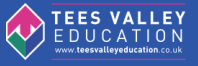 TEES VALLEY
EDUCATION
www.teesvalleyeducation.co.uk